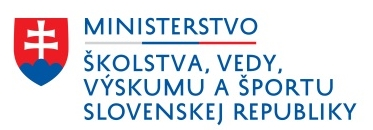 MINISTERSTVO
ŠKOLSTVA, VEDY,
VÝSKUMU A ŠPORTU
SLOVENSKEJ REPUBLIKY